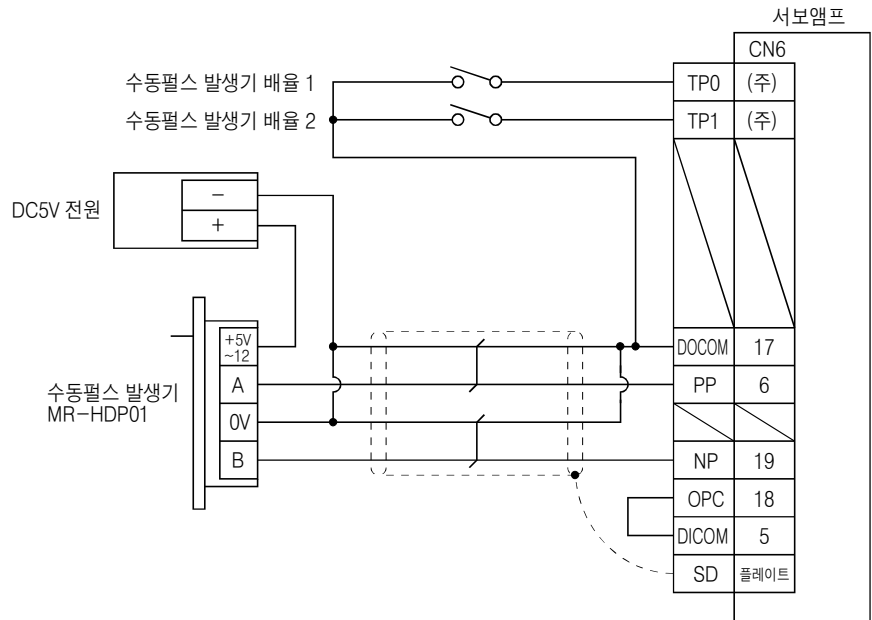 서보앰프
CN6
수동펄스 발생기 배율 1
TP0 (주)
수동펄스 발생기 배율 2
TP1 (주)
DC5V 전원
−
+
수동펄스 발생기
MR−HDP01
+5V
~12
A
0V
B
DOCOM 17
PP 6
NP 19
OPC 18
DICOM 5
SD 플레이트